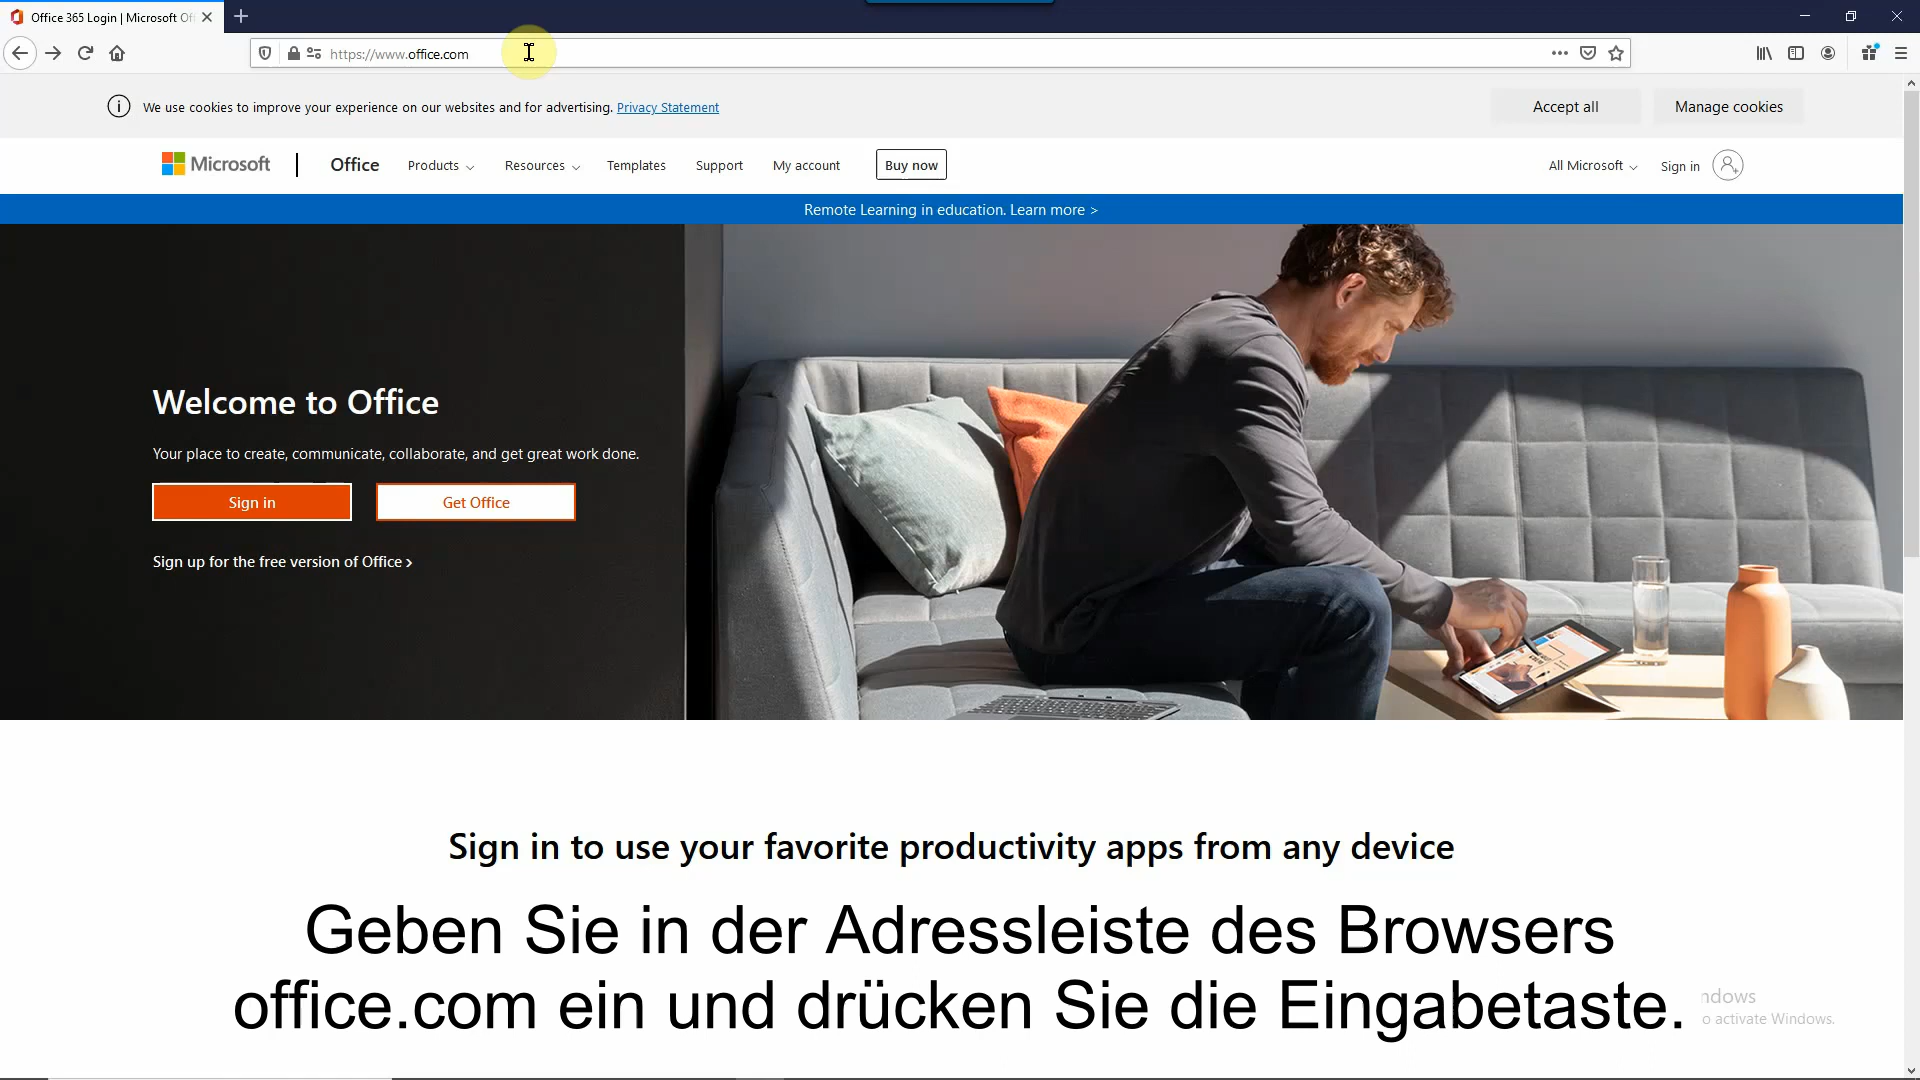 Office 365 Login | Microsoft Of
https://www.office.com
We use cookies to improve your experience on our websites and for advertising. Privacy Statement
Accept all
Manage cookies
Microsoft
Office
Products
Resources
Templates
Support
My account
Buy now
All Microsoft
Sign in
Remote Learning in education. Learn more >
Welcome to Office
Your place to create, communicate, collaborate, and get great work done.
Sign in
Get Office
Sign up for the free version of Office >
Sign in to use your favorite productivity apps from any device
Geben Sie in der Adressleiste des Browsers
office.com ein und drücken Sie die Eingabetaste.
ndows
o activate Windows.